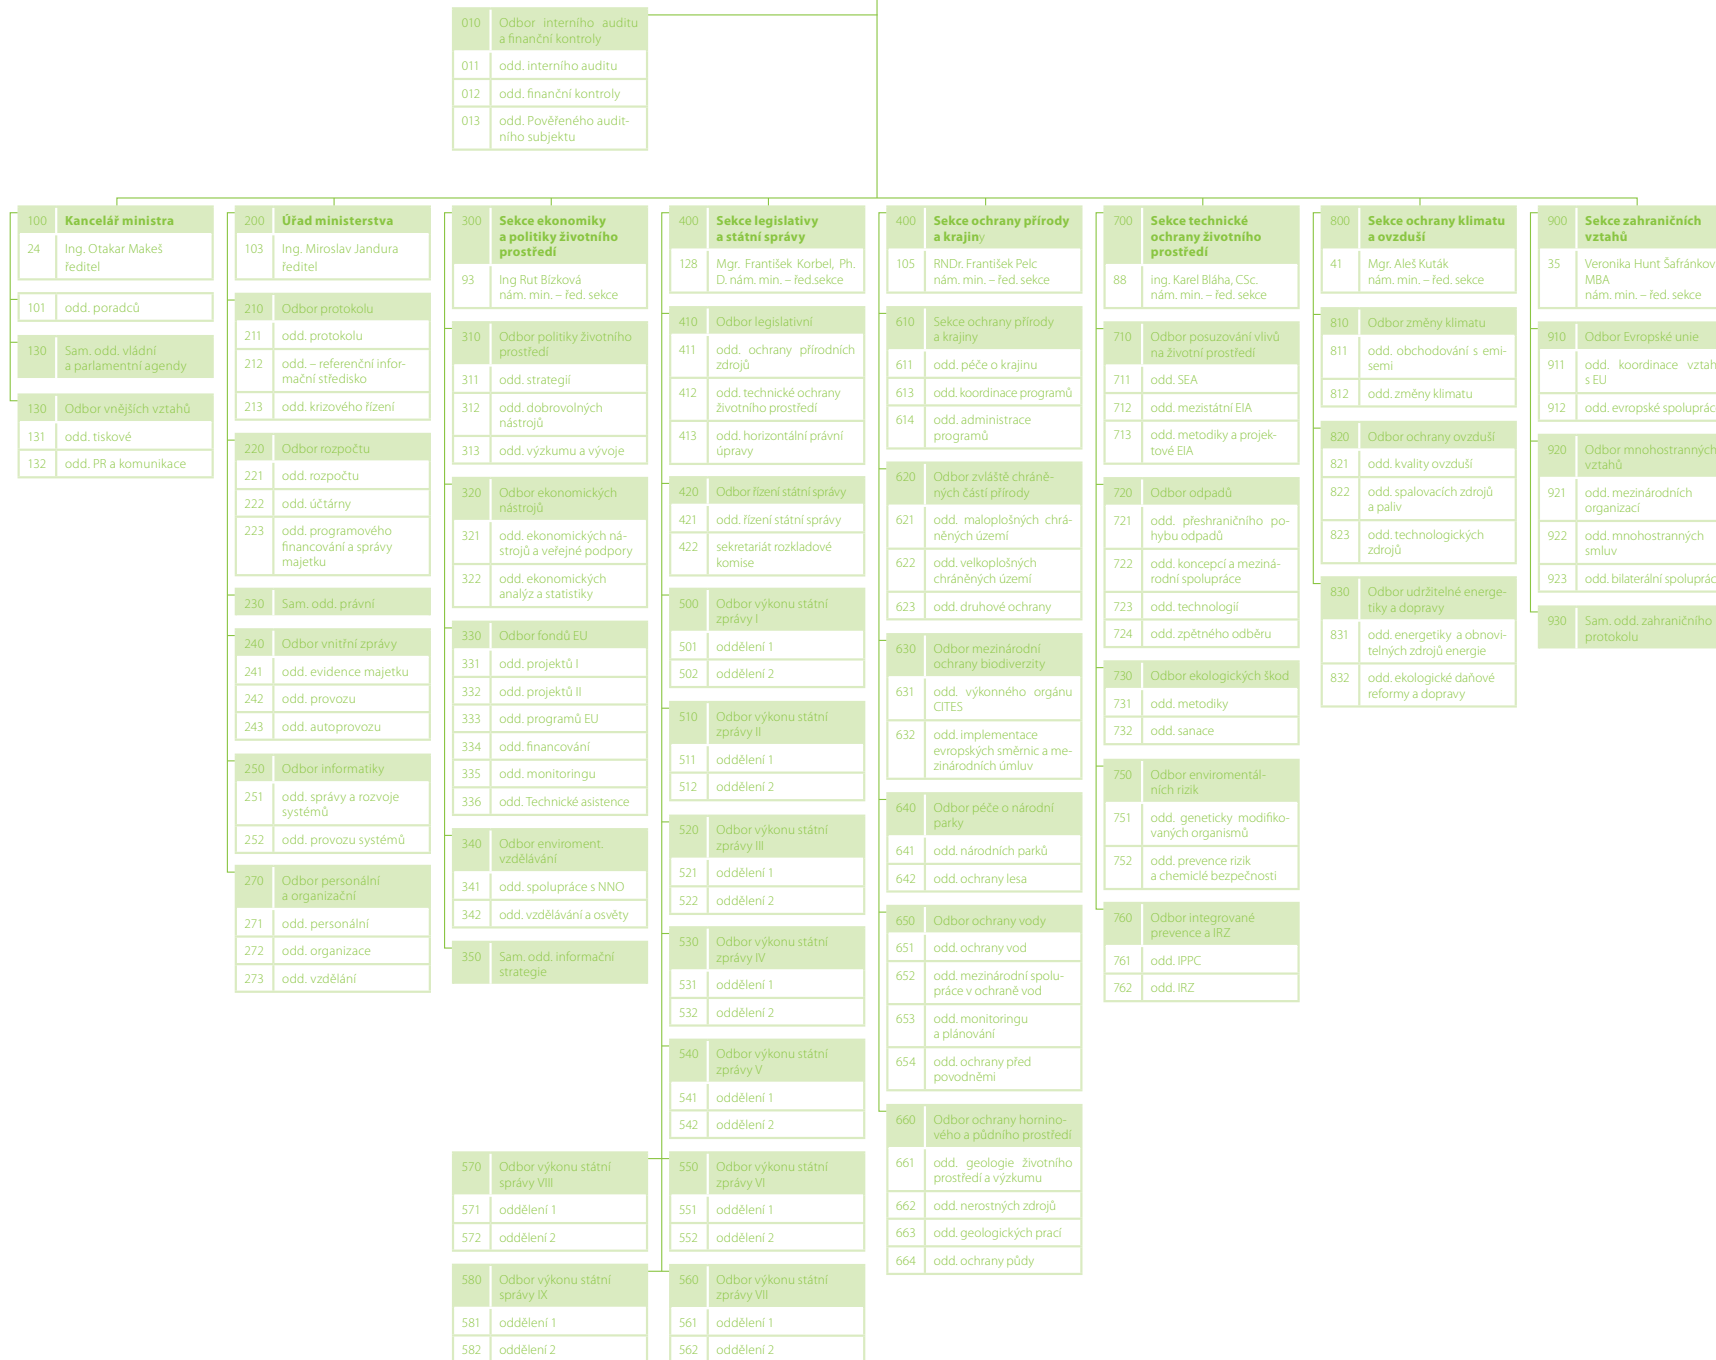 010 Odbor interního auditu
a finanční kontroly
011 odd. interního auditu
012 odd. finanční kontroly
013 odd. Pověřeného audit-
ního subjektu
100 Kancelář ministra
24 Ing. Otakar Makeš
ředitel
101 odd. poradců
130 Sam. odd. vládní
a parlamentní agendy
130 Odbor vnějších vztahů
131 odd. tiskové
132 odd. PR a komunikace
200 Úřad ministerstva
103 Ing. Miroslav Jandura
ředitel
210 Odbor protokolu
211 odd. protokolu
212 odd. – referenční infor-
mační středisko
213 odd. krizového řízení
220 Odbor rozpočtu
221 odd. rozpočtu
222 odd. účtárny
223 odd. programového
financování a správy
majetku
230 Sam. odd. právní
240 Odbor vnitřní zprávy
241 odd. evidence majetku
242 odd. provozu
243 odd. autoprovozu
250 Odbor informatiky
251 odd. správy a rozvoje
systémů
252 odd. provozu systémů
270 Odbor personální
a organizační
271 odd. personální
272 odd. organizace
273 odd. vzdělání
300 Sekce ekonomiky
a politiky životního
prostředí
93 Ing Rut Bízková
nám. min. – řed. sekce
310 Odbor politiky životního
prostředí
311 odd. strategií
312 odd. dobrovolných
nástrojů
313 odd. výzkumu a vývoje
320 Odbor ekonomických
nástrojů
321 odd. ekonomických ná-
strojů a veřejné podpory
322 odd. ekonomických
analýz a statistiky
330 Odbor fondů EU
331 odd. projektů I
332 odd. projektů II
333 odd. programů EU
334 odd. financování
335 odd. monitoringu
336 odd. Technické asistence
340 Odbor enviroment.
vzdělávání
341 odd. spolupráce s NNO
342 odd. vzdělávání a osvěty
350 Sam. odd. informační
strategie
570 Odbor výkonu státní
správy VIII
571 oddělení 1
572 oddělení 2
580 Odbor výkonu státní
správy IX
581 oddělení 1
582 oddělení 2
400 Sekce legislativy
a státní správy
128 Mgr. František Korbel, Ph.
D. nám. min. – řed.sekce
410 Odbor legislativní
411 odd. ochrany přírodních
zdrojů
412 odd. technické ochrany
životního prostředí
413 odd. horizontální právní
úpravy
420 Odbor řízení státní správy
421 odd. řízení státní správy
422 sekretariát rozkladové
komise
500 Odbor výkonu státní
zprávy I
501 oddělení 1
502 oddělení 2
510 Odbor výkonu státní
zprávy II
511 oddělení 1
512 oddělení 2
520 Odbor výkonu státní
zprávy III
521 oddělení 1
522 oddělení 2
530 Odbor výkonu státní
zprávy IV
531 oddělení 1
532 oddělení 2
540 Odbor výkonu státní
zprávy V
541 oddělení 1
542 oddělení 2
550 Odbor výkonu státní
zprávy VI
551 oddělení 1
552 oddělení 2
560 Odbor výkonu státní
zprávy VII
561 oddělení 1
562 oddělení 2
400 Sekce ochrany přírody
a krajiny
105 RNDr. František Pelc
nám. min. – řed. sekce
610 Sekce ochrany přírody
a krajiny
611 odd. péče o krajinu
613 odd. koordinace programů
614 odd. administrace
programů
620 Odbor zvláště chráně-
ných částí přírody
621 odd. maloplošných chrá-
něných území
622 odd. velkoplošných
chráněných území
623 odd. druhové ochrany
630 Odbor mezinárodní
ochrany biodiverzity
631 odd. výkonného orgánu
CITES
632 odd. implementace
evropských směrnic a me-
zinárodních úmluv
640 Odbor péče o národní
parky
641 odd. národních parků
642 odd. ochrany lesa
650 Odbor ochrany vody
651 odd. ochrany vod
652 odd. mezinárodní spolu-
práce v ochraně vod
653 odd. monitoringu
a plánování
654 odd. ochrany před
povodněmi
660 Odbor ochrany hornino-
vého a půdního prostředí
661 odd. geologie životního
prostředí a výzkumu
662 odd. nerostných zdrojů
663 odd. geologických prací
664 odd. ochrany půdy
700 Sekce technické
ochrany životního
prostředí
88 ing. Karel Bláha, CSc.
nám. min. – řed. sekce
710 Odbor posuzování vlivů
na životní prostředí
711 odd. SEA
712 odd. mezistátní EIA
713 odd. metodiky a projek-
tové EIA
720 Odbor odpadů
721 odd. přeshraničního po-
hybu odpadů
722 odd. koncepcí a meziná-
rodní spolupráce
723 odd. technologií
724 odd. zpětného odběru
730 Odbor ekologických škod
731 odd. metodiky
732 odd. sanace
750 Odbor enviromentál-
ních rizik
751 odd. geneticky modifiko-
vaných organismů
752 odd. prevence rizik
a chemiclé bezpečnosti
760 Odbor integrované
prevence a IRZ
761 odd. IPPC
762 odd. IRZ
800 Sekce ochrany klimatu
a ovzduší
41 Mgr. Aleš Kuták
nám. min. – řed. sekce
810 Odbor změny klimatu
811 odd. obchodování s emi-
semi
812 odd. změny klimatu
820 Odbor ochrany ovzduší
821 odd. kvality ovzduší
822 odd. spalovacích zdrojů
a paliv
823 odd. technologických
zdrojů
830 Odbor udržitelné energe-
tiky a dopravy
831 odd. energetiky a obnovi-
telných zdrojů energie
832 odd. ekologické daňové
reformy a dopravy
900 Sekce zahraničních
vztahů
35 Veronika Hunt Šafránkov
MBA
nám. min. – řed. sekce
910 Odbor Evropské unie
911 odd. koordinace vztah
s EU
912 odd. evropské spoluprác
920 Odbor mnohostranných
vztahů
921 odd. mezinárodních
organizací
922 odd. mnohostranných
smluv
923 odd. bilaterální spoluprác
930 Sam. odd. zahraničního
protokolu